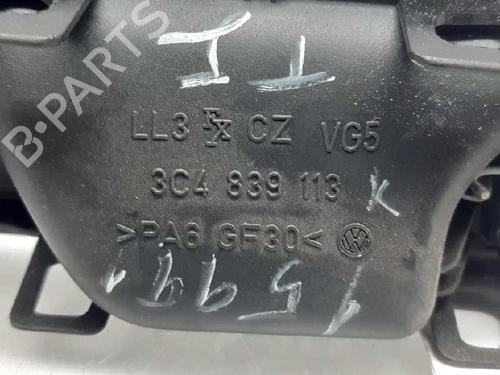 B-PARTS
LL3 CZ VG5
3C4 839 113
>PA6 GF30<